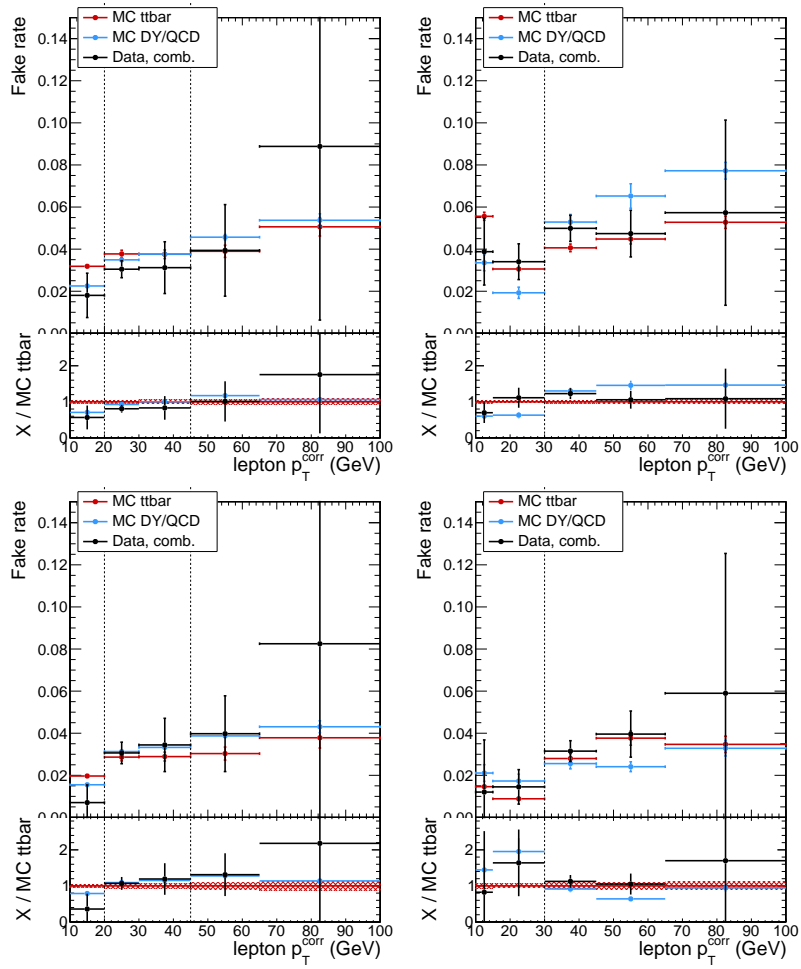 MC ttbar
MC DY/QCD
Data, comb.
Fake rate
0.14
0.12
0.10
0.08
0.06
0.04
0.02
0.00
X / MC ttbar
2
1
0
10 20 30 40 50 60 70 80 90 100
lepton p_T^corr (GeV)
MC ttbar
MC DY/QCD
Data, comb.
Fake rate
0.14
0.12
0.10
0.08
0.06
0.04
0.02
0.00
X / MC ttbar
2
1
0
10 20 30 40 50 60 70 80 90 100
lepton p_T^corr (GeV)
MC ttbar
MC DY/QCD
Data, comb.
Fake rate
0.14
0.12
0.10
0.08
0.06
0.04
0.02
0.00
X / MC ttbar
2
1
0
10 20 30 40 50 60 70 80 90 100
lepton p_T^corr (GeV)
MC ttbar
MC DY/QCD
Data, comb.
Fake rate
0.14
0.12
0.10
0.08
0.06
0.04
0.02
0.00
X / MC ttbar
2
1
0
10 20 30 40 50 60 70 80 90 100
lepton p_T^corr (GeV)